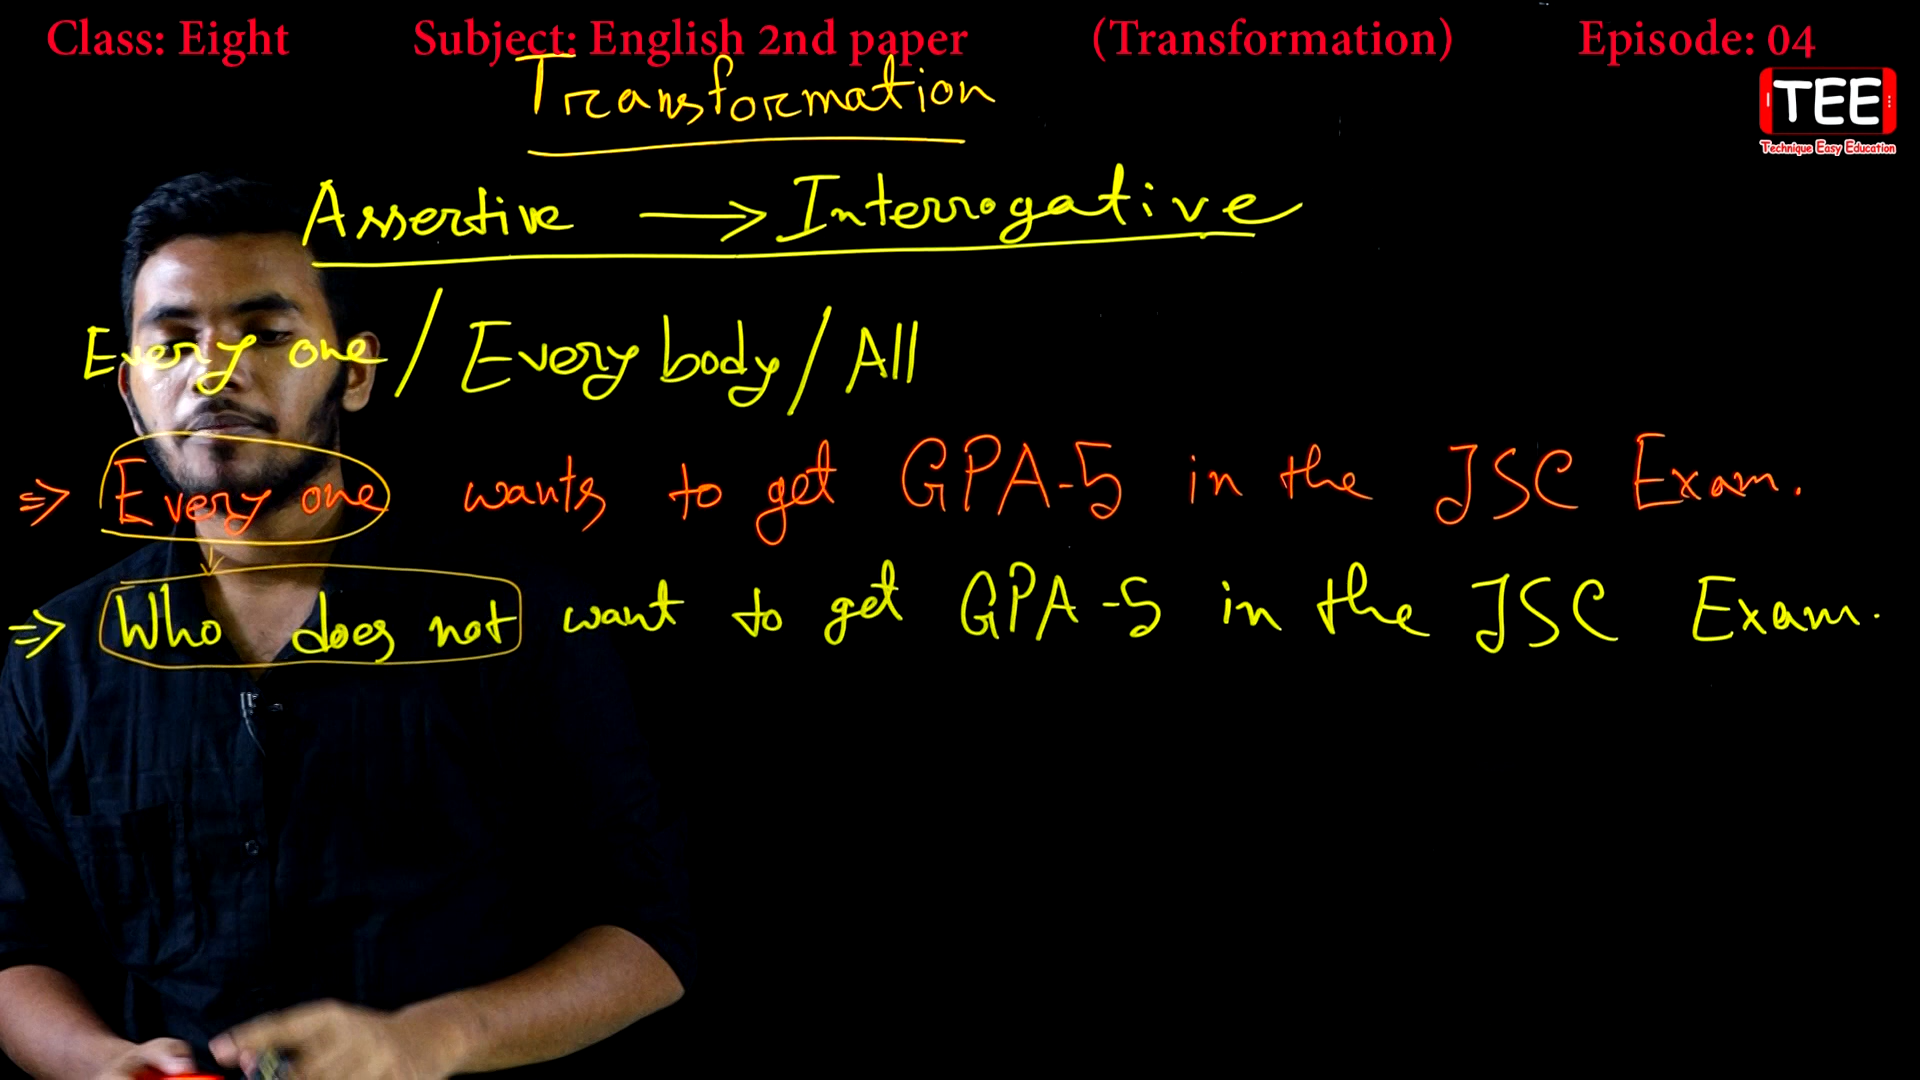 Class: Eight Subject: English 2nd paper (Transformation) Episode: 04
TEE
Technique Easy Education
Transformation
Assertive → Interrogative
Every one / Every body / All
⇒ Every one wants to get GPA-5 in the JSC Exam.
⇒ Who does not want to get GPA-5 in the JSC Exam.